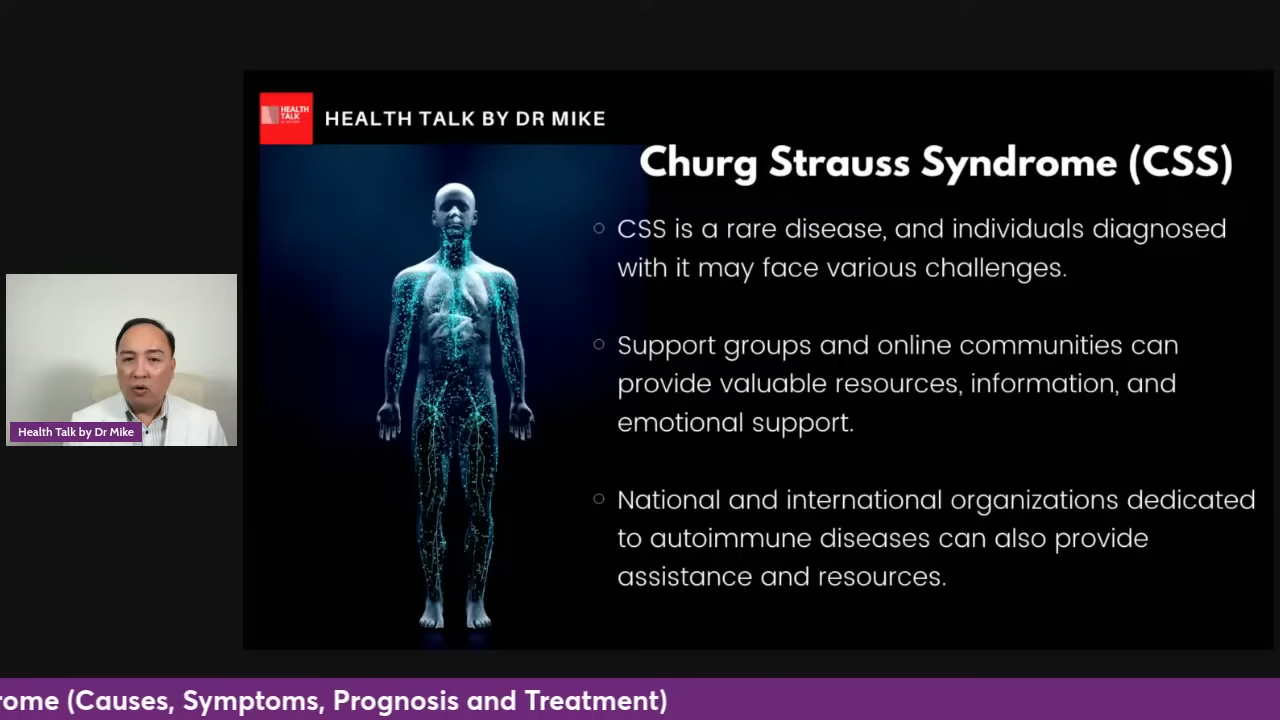 HEALTH
TALK
HEALTH TALK BY DR MIKE
Churg Strauss Syndrome (CSS)
CSS is a rare disease, and individuals diagnosed
with it may face various challenges.
Support groups and online communities can
provide valuable resources, information, and
emotional support.
National and international organizations dedicated
to autoimmune diseases can also provide
assistance and resources.
Health Talk by Dr Mike
rome (Causes, Symptoms, Prognosis and Treatment)